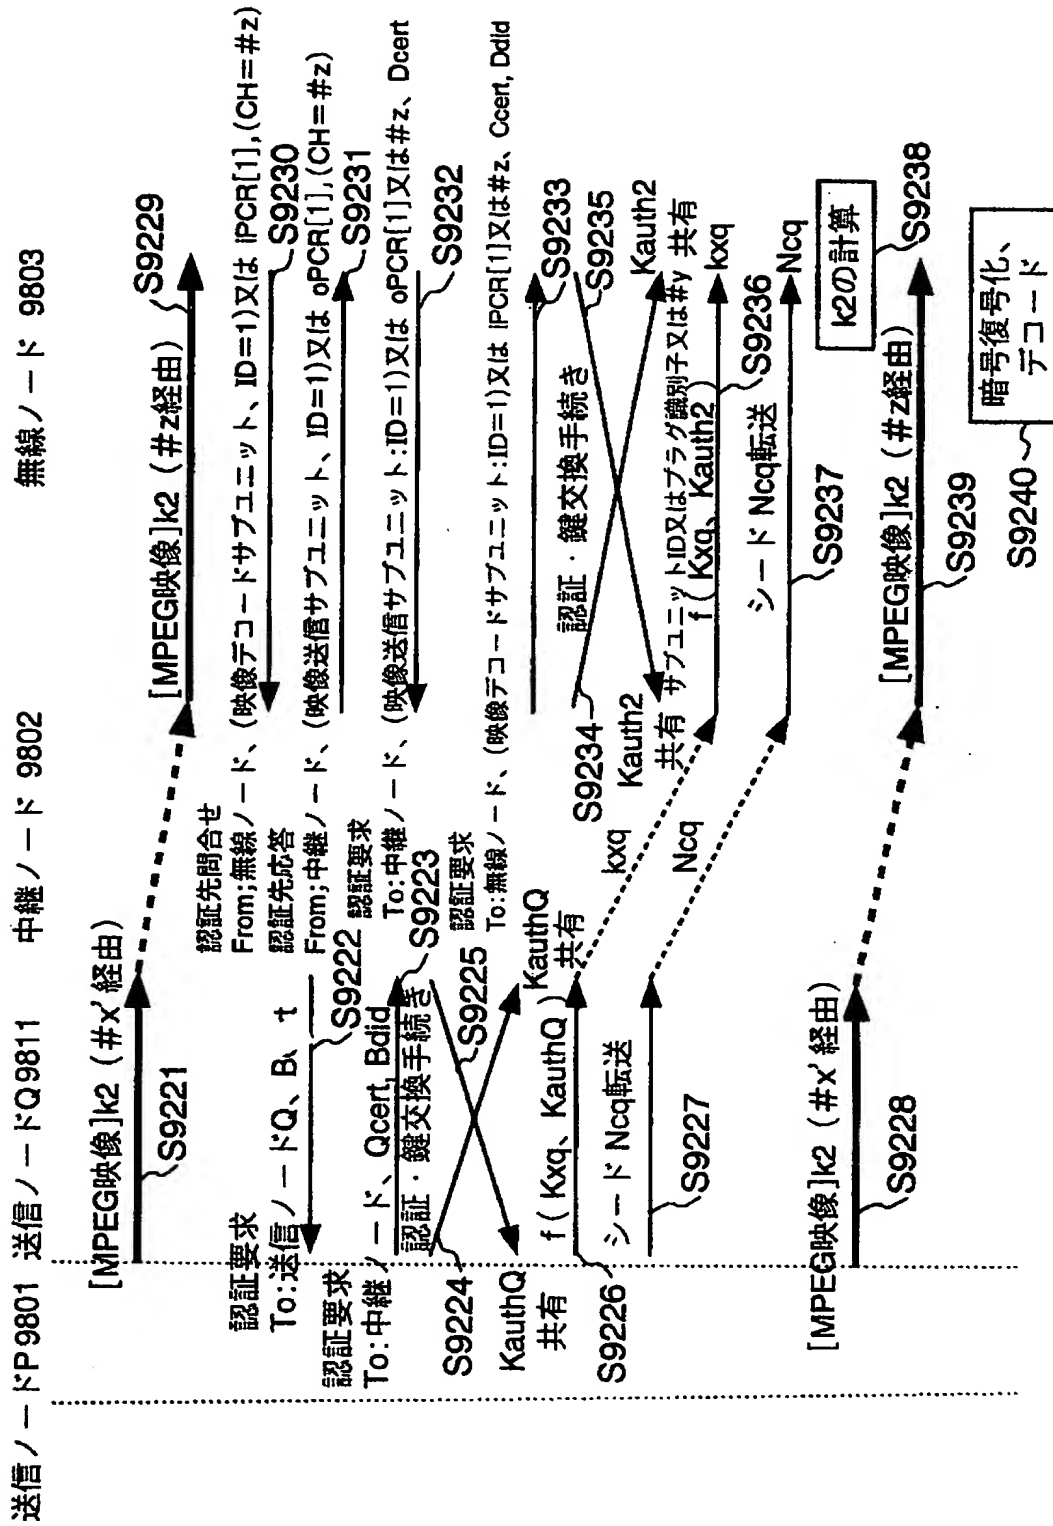 送信ノードP9801
送信ノードQ9811
中継ノード 9802
無線ノード 9803
[MPEG映像]k2 (#x'経由)
S9221
[MPEG映像]k2 (#z経由)
S9229
認証先問合せ
From;無線ノード、(映像デコードサブユニット、ID=1)又は iPCR[1],(CH=#z)
S9230
認証先応答
From;中継ノード、(映像送信サブユニット、ID=1)又は oPCR[1],(CH=#z)
S9231
認証要求
To:送信ノードQ、B、t
S9222
認証要求
To:中継ノード、(映像送信サブユニット:ID=1)又は oPCR[1]又は#z、Dcert
S9232
認証要求
To:中継ノード、Qcert, Bdid
S9223
認証要求
To:無線ノード、(映像デコードサブユニット:ID=1)又は iPCR[1]又は#z、Ccert, Ddid
S9233
認証・鍵交換手続き
S9224
S9225
KauthQ
共有
KauthQ
共有
認証・鍵交換手続き
S9234
S9235
Kauth2
共有
Kauth2
共有
サブユニットID又はプラグ識別子又は#y
f ( Kxq、KauthQ)
S9226
kxq
f ( Kxq、Kauth2)
S9236
kxq
シード Ncq転送
S9227
Ncq
シード Ncq転送
S9237
Ncq
k2の計算
S9238
[MPEG映像]k2 (#x'経由)
S9228
[MPEG映像]k2 (#z経由)
S9239
暗号復号化、
デコード
S9240